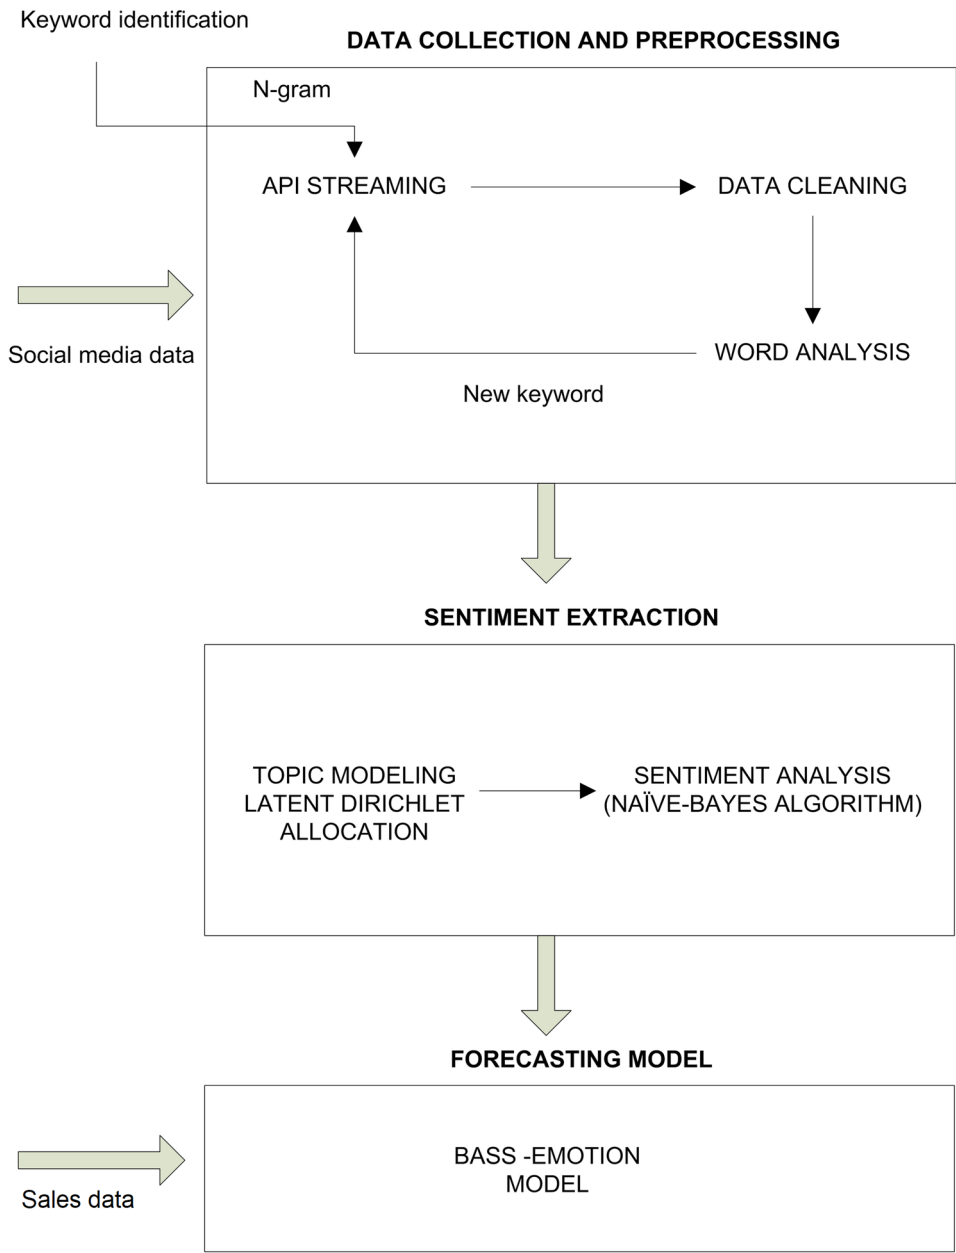 Keyword identification
DATA COLLECTION AND PREPROCESSING
N-gram
API STREAMING
DATA CLEANING
Social media data
WORD ANALYSIS
New keyword
SENTIMENT EXTRACTION
TOPIC MODELING
LATENT DIRICHLET
ALLOCATION
SENTIMENT ANALYSIS
(NAÏVE-BAYES ALGORITHM)
FORECASTING MODEL
BASS -EMOTION
MODEL
Sales data